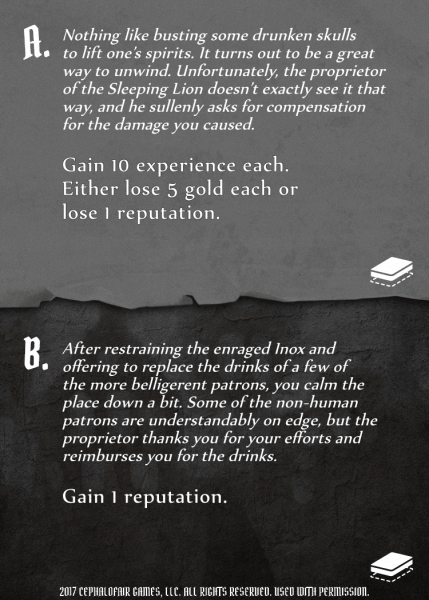 A. Nothing like busting some drunken skulls
to lift one's spirits. It turns out to be a great
way to unwind. Unfortunately, the proprietor
of the Sleeping Lion doesn't exactly see it that
way, and he sullenly asks for compensation
for the damage you caused.
Gain 10 experience each.
Either lose 5 gold each or
lose 1 reputation.
B. After restraining the enraged Inox and
offering to replace the drinks of a few of
the more belligerent patrons, you calm the
place down a bit. Some of the non-human
patrons are understandably on edge, but the
proprietor thanks you for your efforts and
reimburses you for the drinks.
Gain 1 reputation.
2017 CEPHALOFAIR GAMES, LLC. ALL RIGHTS RESERVED. USED WITH PERMISSION.